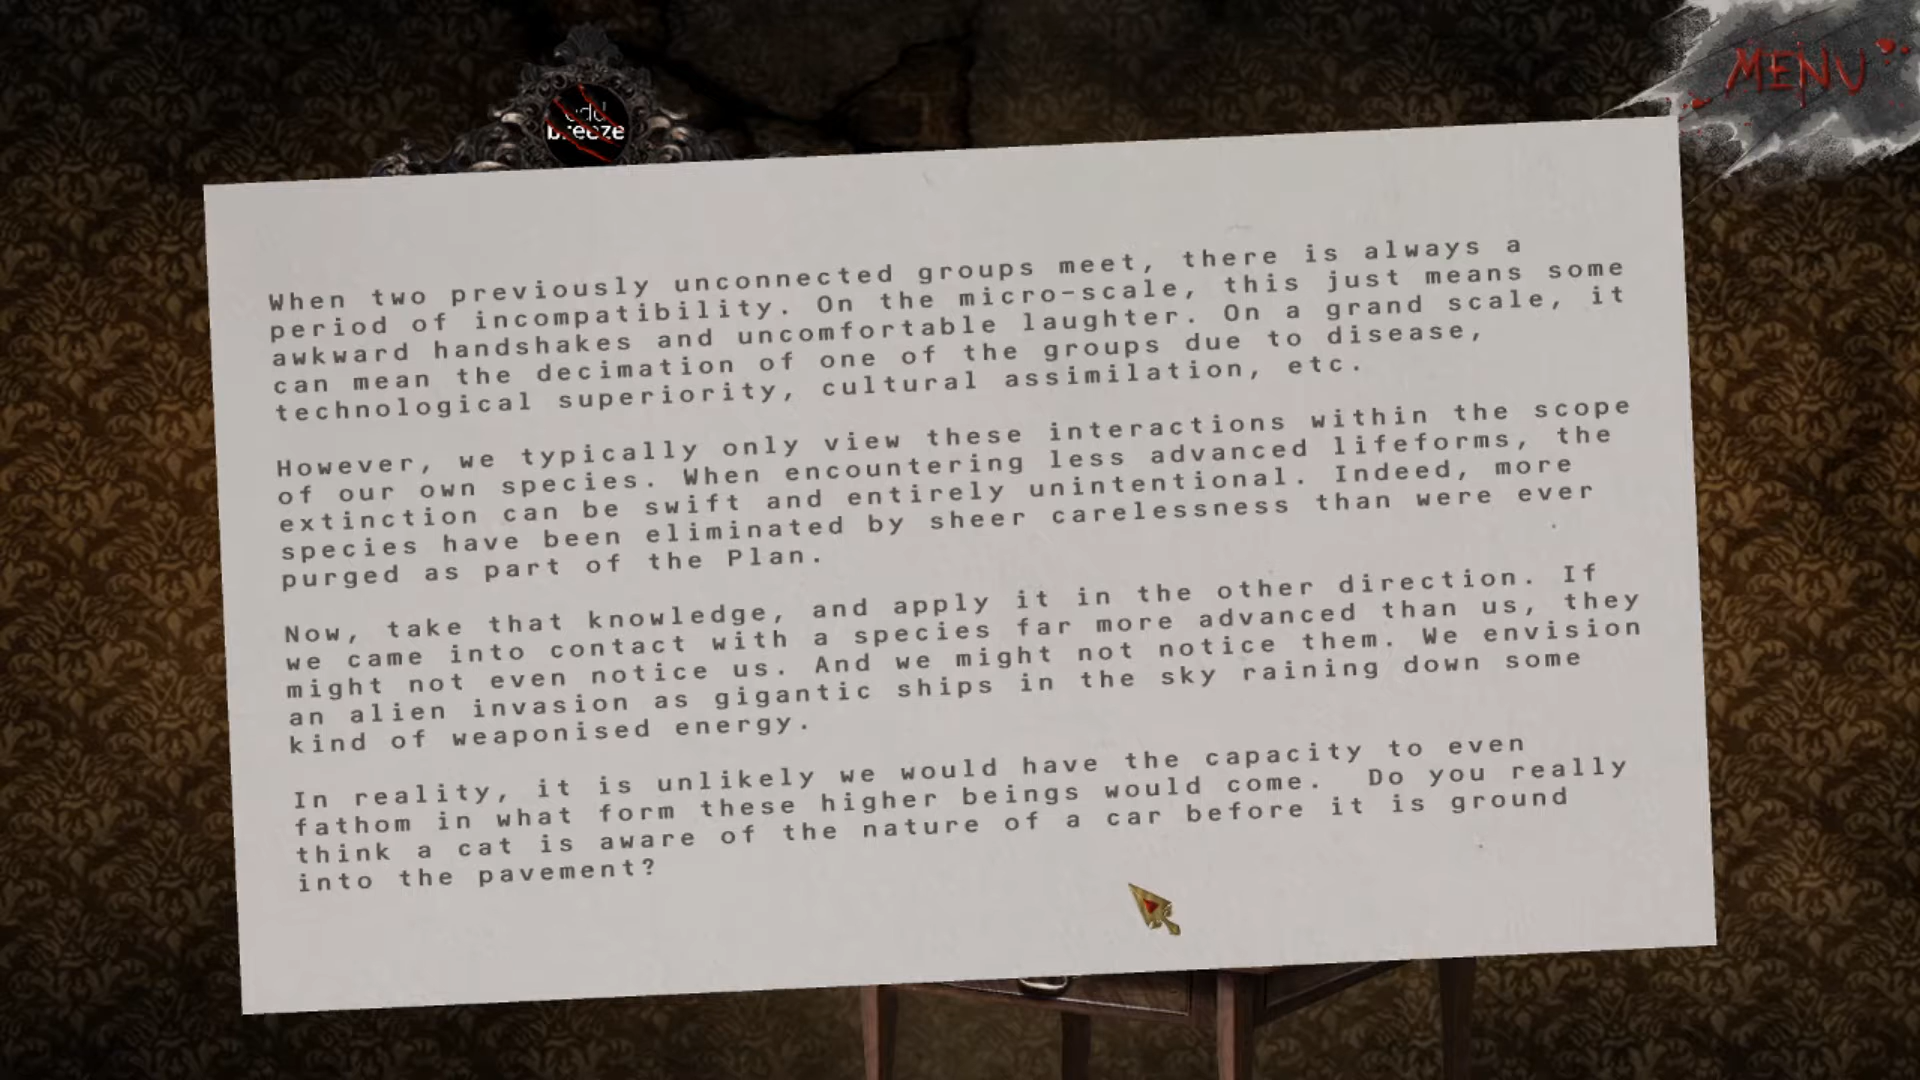 MENU
odd
breeze
When two previously unconnected groups meet, there is always a
period of incompatibility. On the micro-scale, this just means some
awkward handshakes and uncomfortable laughter. On a grand scale, it
can mean the decimation of one of the groups due to disease,
technological superiority, cultural assimilation, etc.
However, we typically only view these interactions within the scope
of our own species. When encountering less advanced lifeforms, the
extinction can be swift and entirely unintentional. Indeed, more
species have been eliminated by sheer carelessness than were ever
purged as part of the Plan.
Now, take that knowledge, and apply it in the other direction. If
we came into contact with a species far more advanced than us, they
might not even notice us. And we might not notice them. We envision
an alien invasion as gigantic ships in the sky raining down some
kind of weaponised energy.
In reality, it is unlikely we would have the capacity to even
fathom in what form these higher beings would come. Do you really
think a cat is aware of the nature of a car before it is ground
into the pavement?